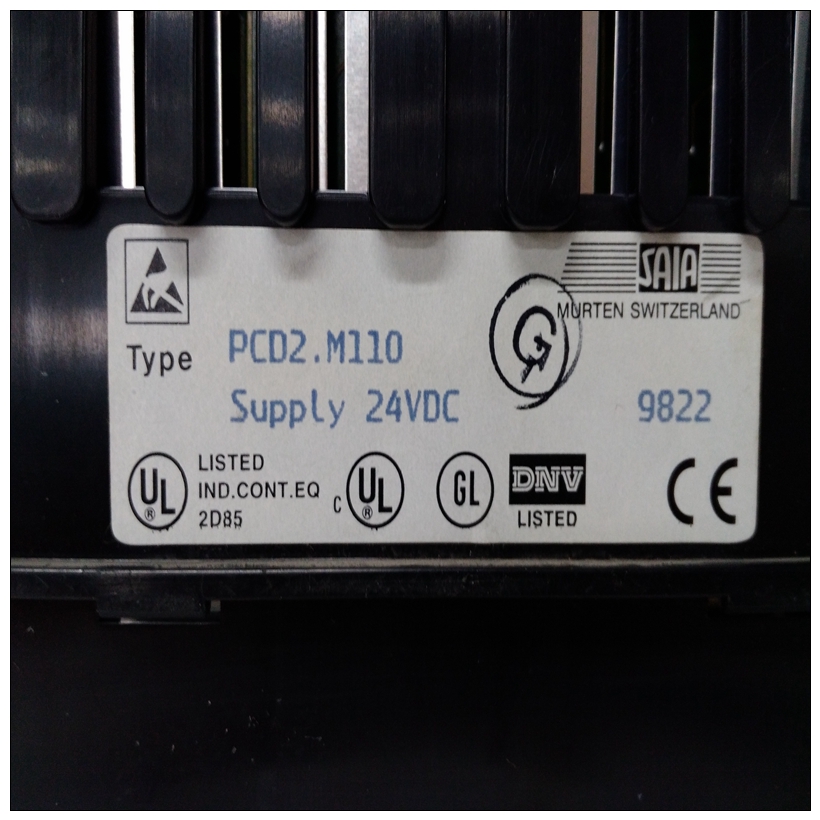 SAIA
MURTEN SWITZERLAND
Type PCD2.M110
Supply 24VDC 9822
UL ® LISTED
IND.CONT.EQ
2D85
C UL ®
GL
DNV
LISTED
CE